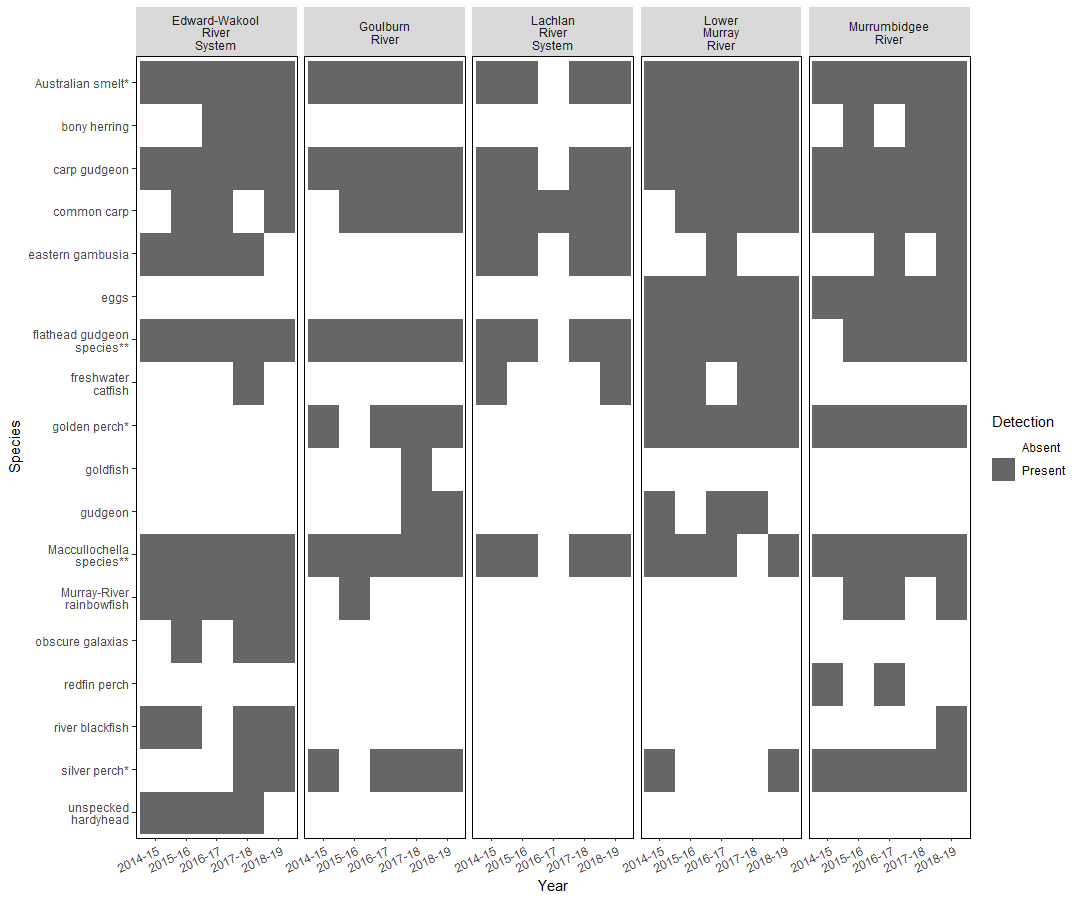 Edward-Wakool
River
System
Goulburn
River
Lachlan
River
System
Lower
Murray
River
Murrumbidgee
River
Australian smelt*
bony herring
carp gudgeon
common carp
eastern gambusia
eggs
flathead gudgeon
species**
freshwater
catfish
golden perch*
goldfish
gudgeon
Maccullochella
species**
Murray-River
rainbowfish
obscure galaxias
redfin perch
river blackfish
silver perch*
unspecked
hardyhead
Species
2014-15
2015-16
2016-17
2017-18
2018-19
2014-15
2015-16
2016-17
2017-18
2018-19
2014-15
2015-16
2016-17
2017-18
2018-19
2014-15
2015-16
2016-17
2017-18
2018-19
2014-15
2015-16
2016-17
2017-18
2018-19
Year
Detection
Absent
Present